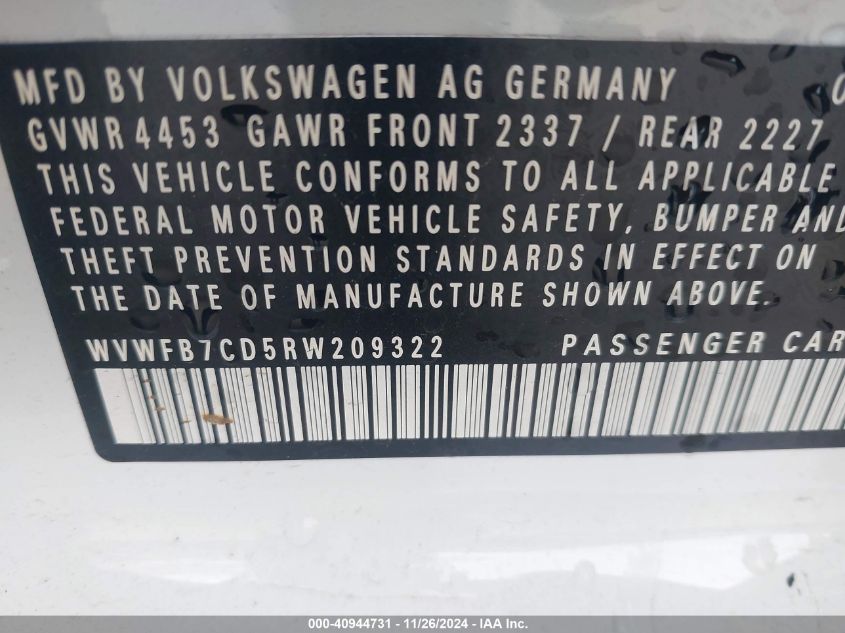 MFD BY VOLKSWAGEN AG GERMANY
GVWR 4453 GAWR FRONT 2337 / REAR 2227
THIS VEHICLE CONFORMS TO ALL APPLICABLE
FEDERAL MOTOR VEHICLE SAFETY, BUMPER AND
THEFT PREVENTION STANDARDS IN EFFECT ON
THE DATE OF MANUFACTURE SHOWN ABOVE.
WVWFB7CD5RW209322 PASSENGER CAR
000-40944731 - 11/26/2024 - IAA Inc.